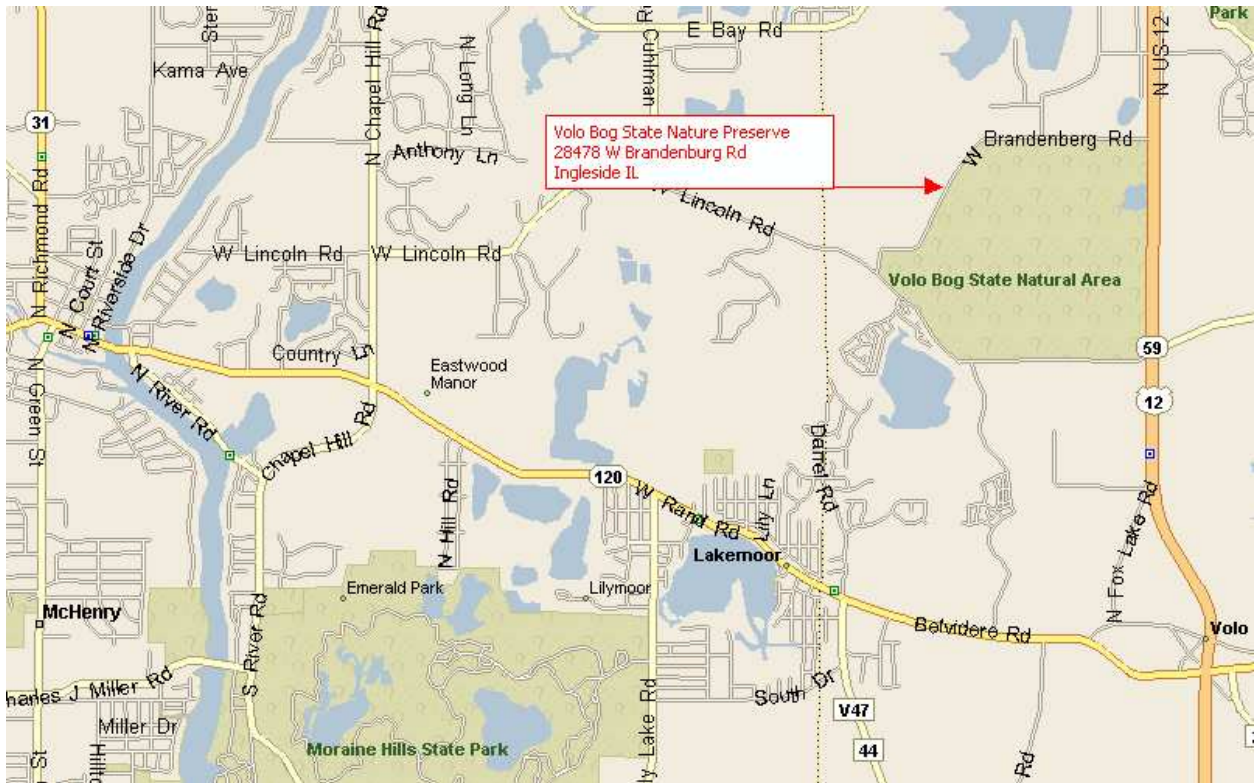 Park
E Bay Rd
N US-12
Kama Ave
N Chapel Hill Rd
N Long Ln
Cuhlman
31
Volo Bog State Nature Preserve
28478 W Brandenburg Rd
Ingleside IL
W Brandenberg Rd
Anthony Ln
N Richmond Rd
W Lincoln Rd
W Lincoln Rd
W Lincoln Rd
N Court St
N Riverside Dr
Volo Bog State Natural Area
Country Ln
Eastwood
Manor
59
12
N Green St
N River Rd
Chapel Hill Rd
Darrel Rd
120
W Rand Rd
Lily Ln
N Hill Rd
Lakemoor
N Fox Lake Rd
Emerald Park
Lilymoor
McHenry
S River Rd
Belvidere Rd
Volo
harles J Miller Rd
South Dr
V47
Miller Dr
Moraine Hills State Park
ly Lake Rd
44
St
Rd